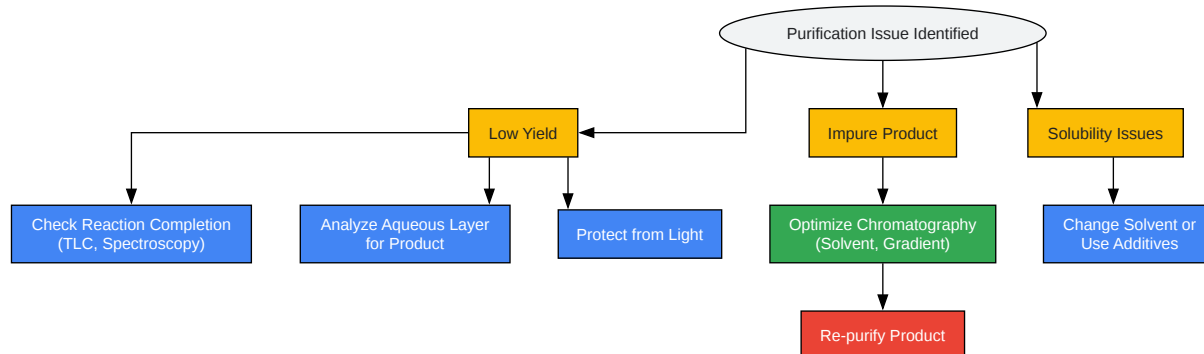 Purification Issue Identified
Low Yield
Impure Product
Solubility Issues
Check Reaction Completion
(TLC, Spectroscopy)
Analyze Aqueous Layer
for Product
Protect from Light
Optimize Chromatography
(Solvent, Gradient)
Change Solvent or
Use Additives
Re-purify Product